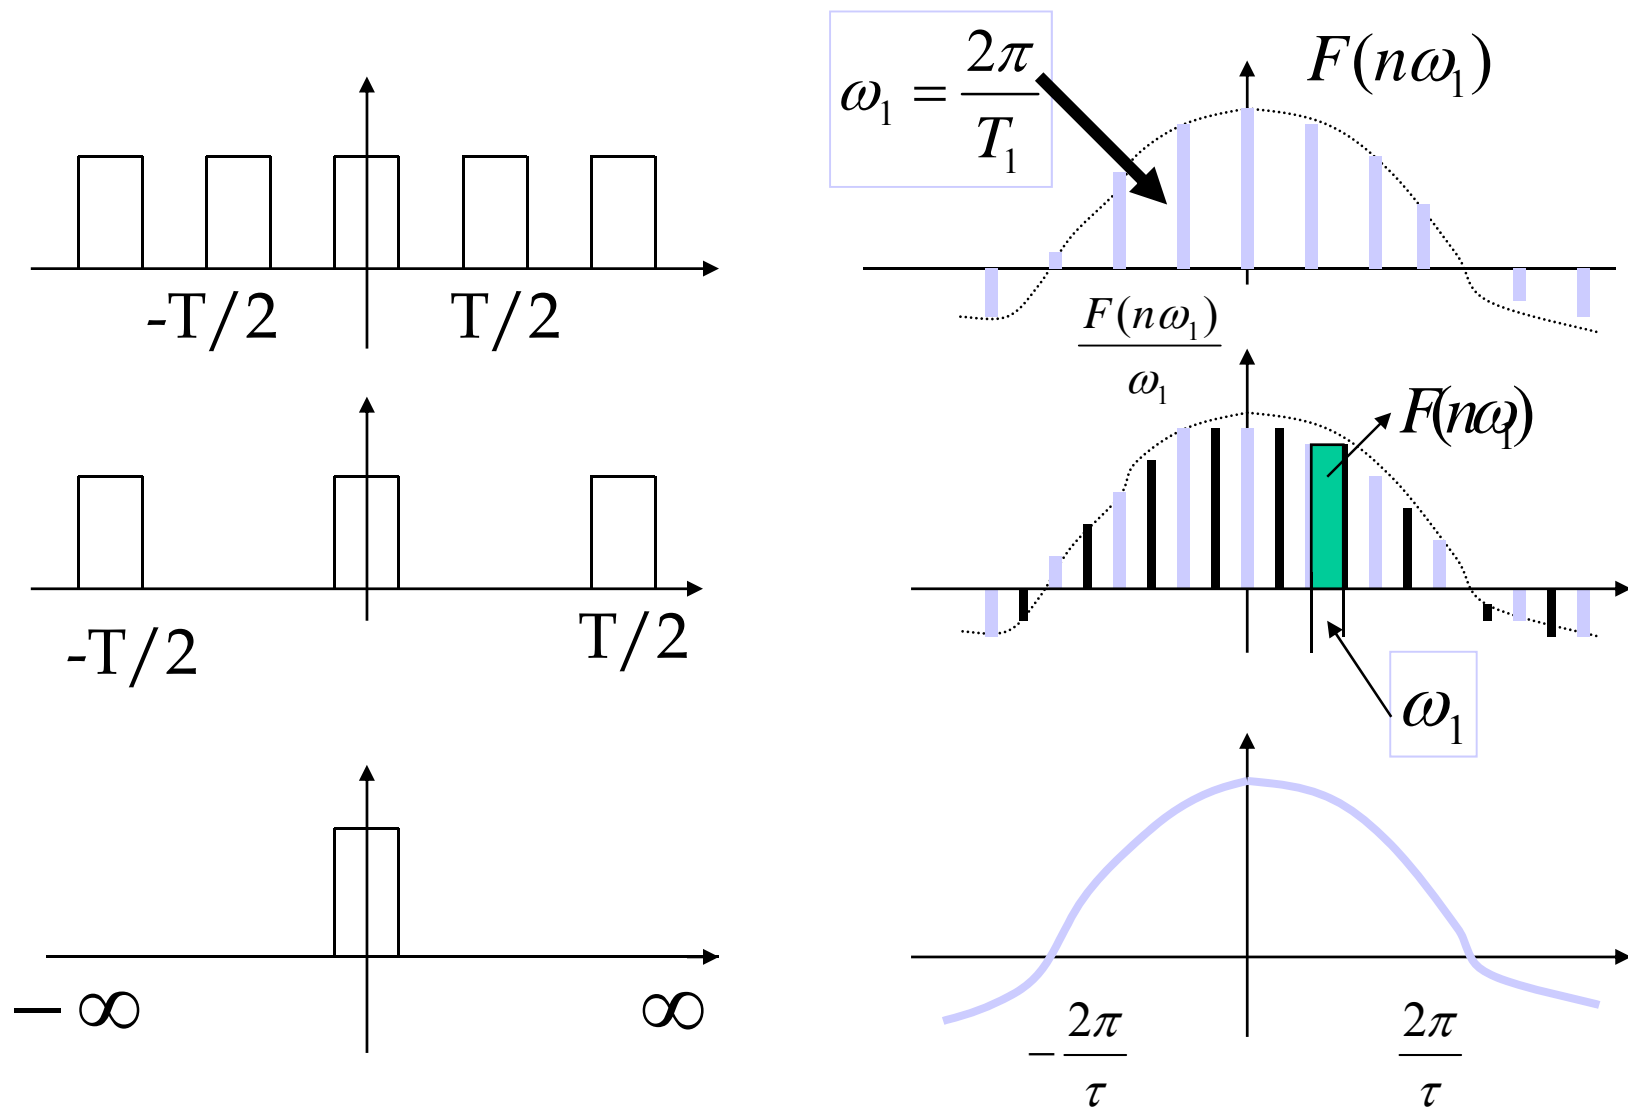 ω₁ = 2π / T₁
F(nω₁)
-T/2
T/2
F(nω₁) / ω₁
F(nω₁)
-T/2
T/2
ω₁
− ∞
∞
− 2π / τ
2π / τ